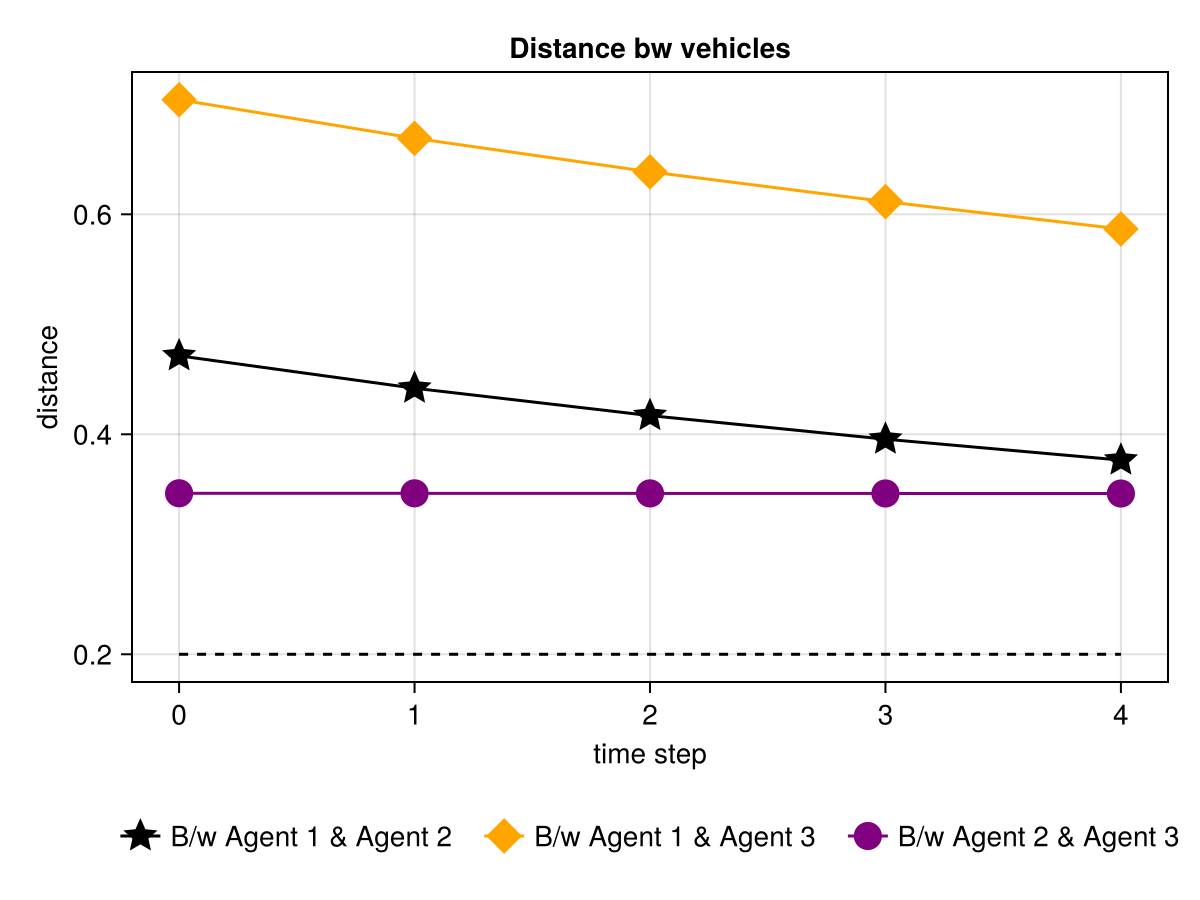 Distance bw vehicles
distance
0.6
0.4
0.2
0 1 2 3 4
time step
B/w Agent 1 & Agent 2 B/w Agent 1 & Agent 3 B/w Agent 2 & Agent 3